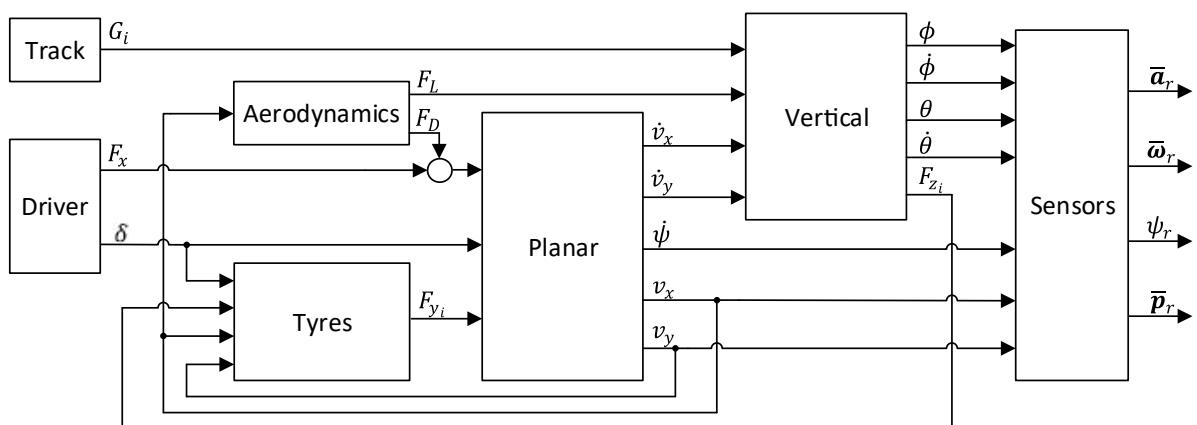 Track
G_i
Aerodynamics
F_L
F_D
Driver
F_x
δ
Tyres
F_{y_i}
Planar
v̇_x
v̇_y
ψ̇
v_x
v_y
Vertical
ϕ
ϕ̇
θ
θ̇
F_{z_i}
Sensors
a̅_r
ω̅_r
ψ_r
p̅_r